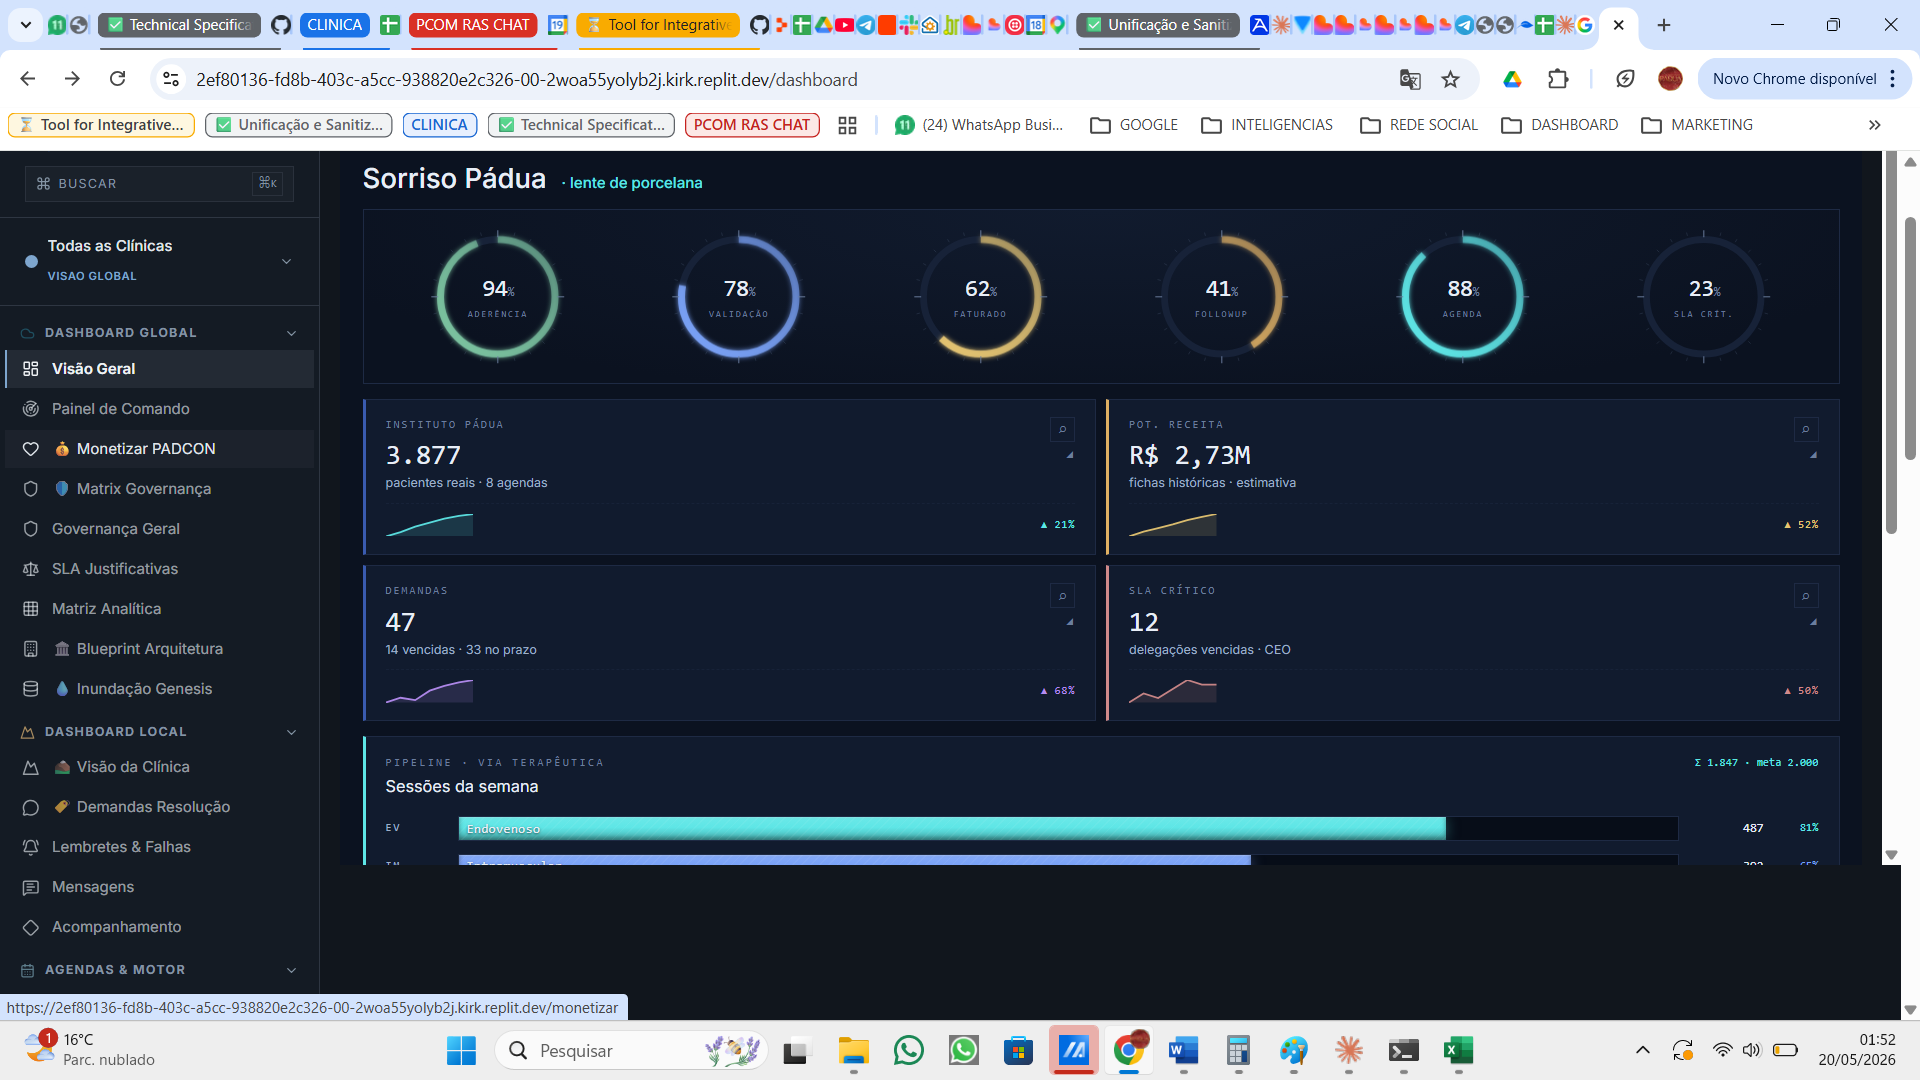 11
✅ Technical Specifica
CLINICA
PCOM RAS CHAT
19
⌛ Tool for Integrative
18
✅ Unificação e Saniti
2ef80136-fd8b-403c-a5cc-938820e2c326-00-2woa55yolyb2j.kirk.replit.dev/dashboard
Novo Chrome disponível
⌛ Tool for Integrative...
✅ Unificação e Sanitiz...
CLINICA
✅ Technical Specificat...
PCOM RAS CHAT
11
(24) WhatsApp Busi...
GOOGLE
INTELIGENCIAS
REDE SOCIAL
DASHBOARD
MARKETING
»
⌘ BUSCAR
⌘K
Todas as Clínicas
VISAO GLOBAL
DASHBOARD GLOBAL
Visão Geral
Painel de Comando
💰 Monetizar PADCON
🛡️ Matrix Governança
Governança Geral
SLA Justificativas
Matriz Analítica
🏛️ Blueprint Arquitetura
💧 Inundação Genesis
DASHBOARD LOCAL
Visão da Clínica
Demandas Resolução
Lembretes & Falhas
Mensagens
Acompanhamento
AGENDAS & MOTOR
Sorriso Pádua · lente de porcelana
94%
ADERÊNCIA
78%
VALIDAÇÃO
62%
FATURADO
41%
FOLLOWUP
88%
AGENDA
23%
SLA CRÍT.
INSTITUTO PÁDUA
3.877
pacientes reais · 8 agendas
▲ 21%
POT. RECEITA
R$ 2,73M
fichas históricas · estimativa
▲ 52%
DEMANDAS
47
14 vencidas · 33 no prazo
▲ 68%
SLA CRÍTICO
12
delegações vencidas · CEO
▲ 50%
PIPELINE · VIA TERAPÊUTICA
Σ 1.847 · meta 2.000
Sessões da semana
EV
Endovenoso
487
81%
https://2ef80136-fd8b-403c-a5cc-938820e2c326-00-2woa55yolyb2j.kirk.replit.dev/monetizar
1
16°C
Parc. nublado
Pesquisar
01:52
20/05/2026